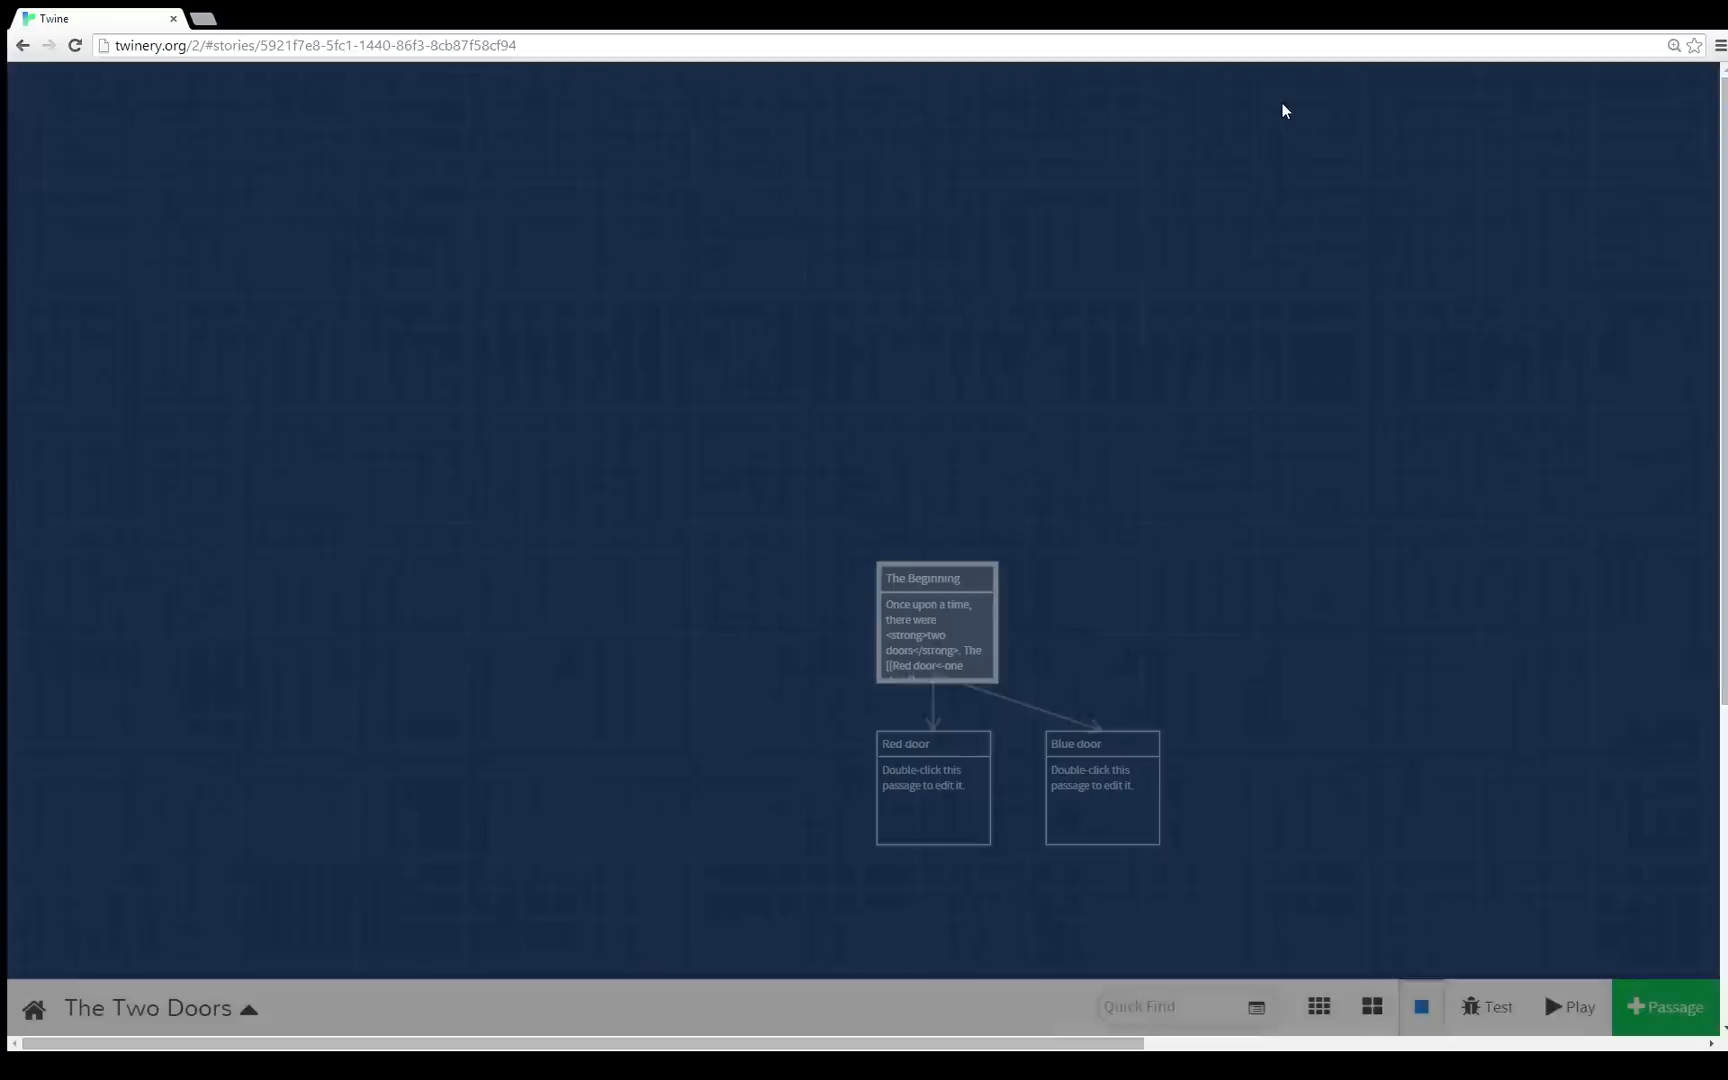 Twine
twinery.org/2/#stories/5921f7e8-5fc1-1440-86f3-8cb87f58cf94
The Beginning
Once upon a time,
there were
<strong>two
doors</strong>. The
[[Red door<-one
Red door
Double-click this
passage to edit it.
Blue door
Double-click this
passage to edit it.
The Two Doors
Quick Find
Test
Play
Passage